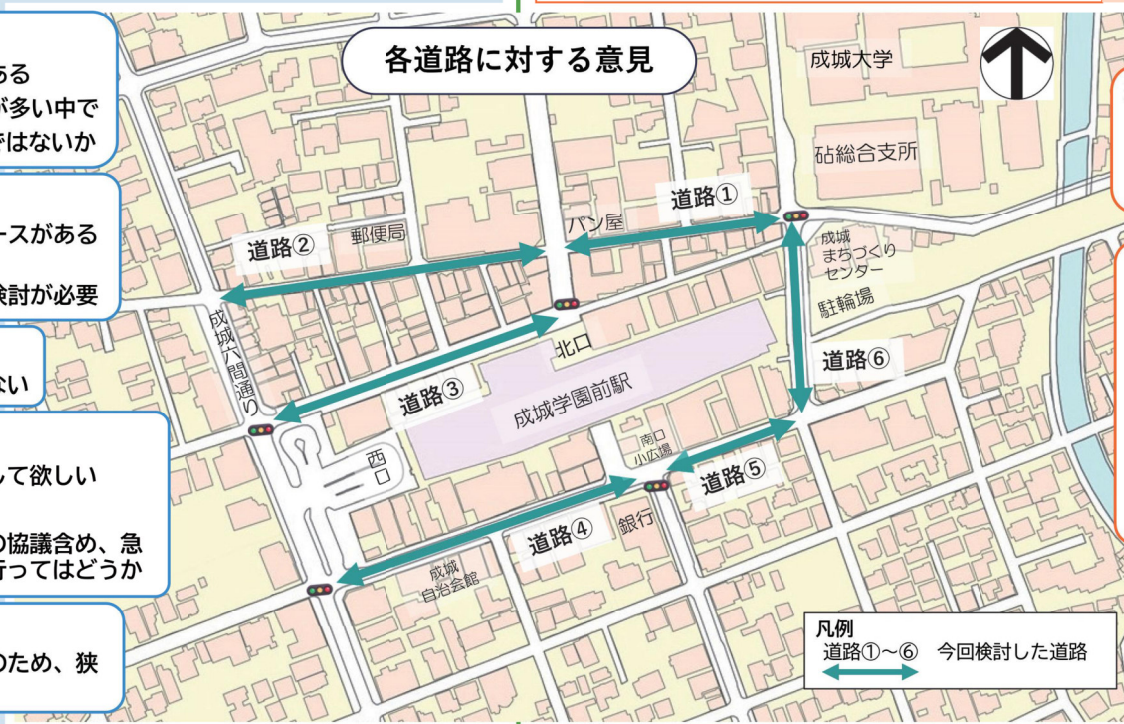 各道路に対する意見
ある
が多い中で
ではないか
ースがある
検討が必要
ない
して欲しい
の協議含め、急
行ってはどうか
のため、狭
成城大学
砧総合支所
道路①
パン屋
道路②
郵便局
成城
まちづくり
センター
駐輪場
成城六間通り
北口
道路③
成城学園前駅
道路⑥
西口
南口
小広場
道路⑤
道路④
銀行
成城
自治会館
凡例
道路①～⑥ 今回検討した道路